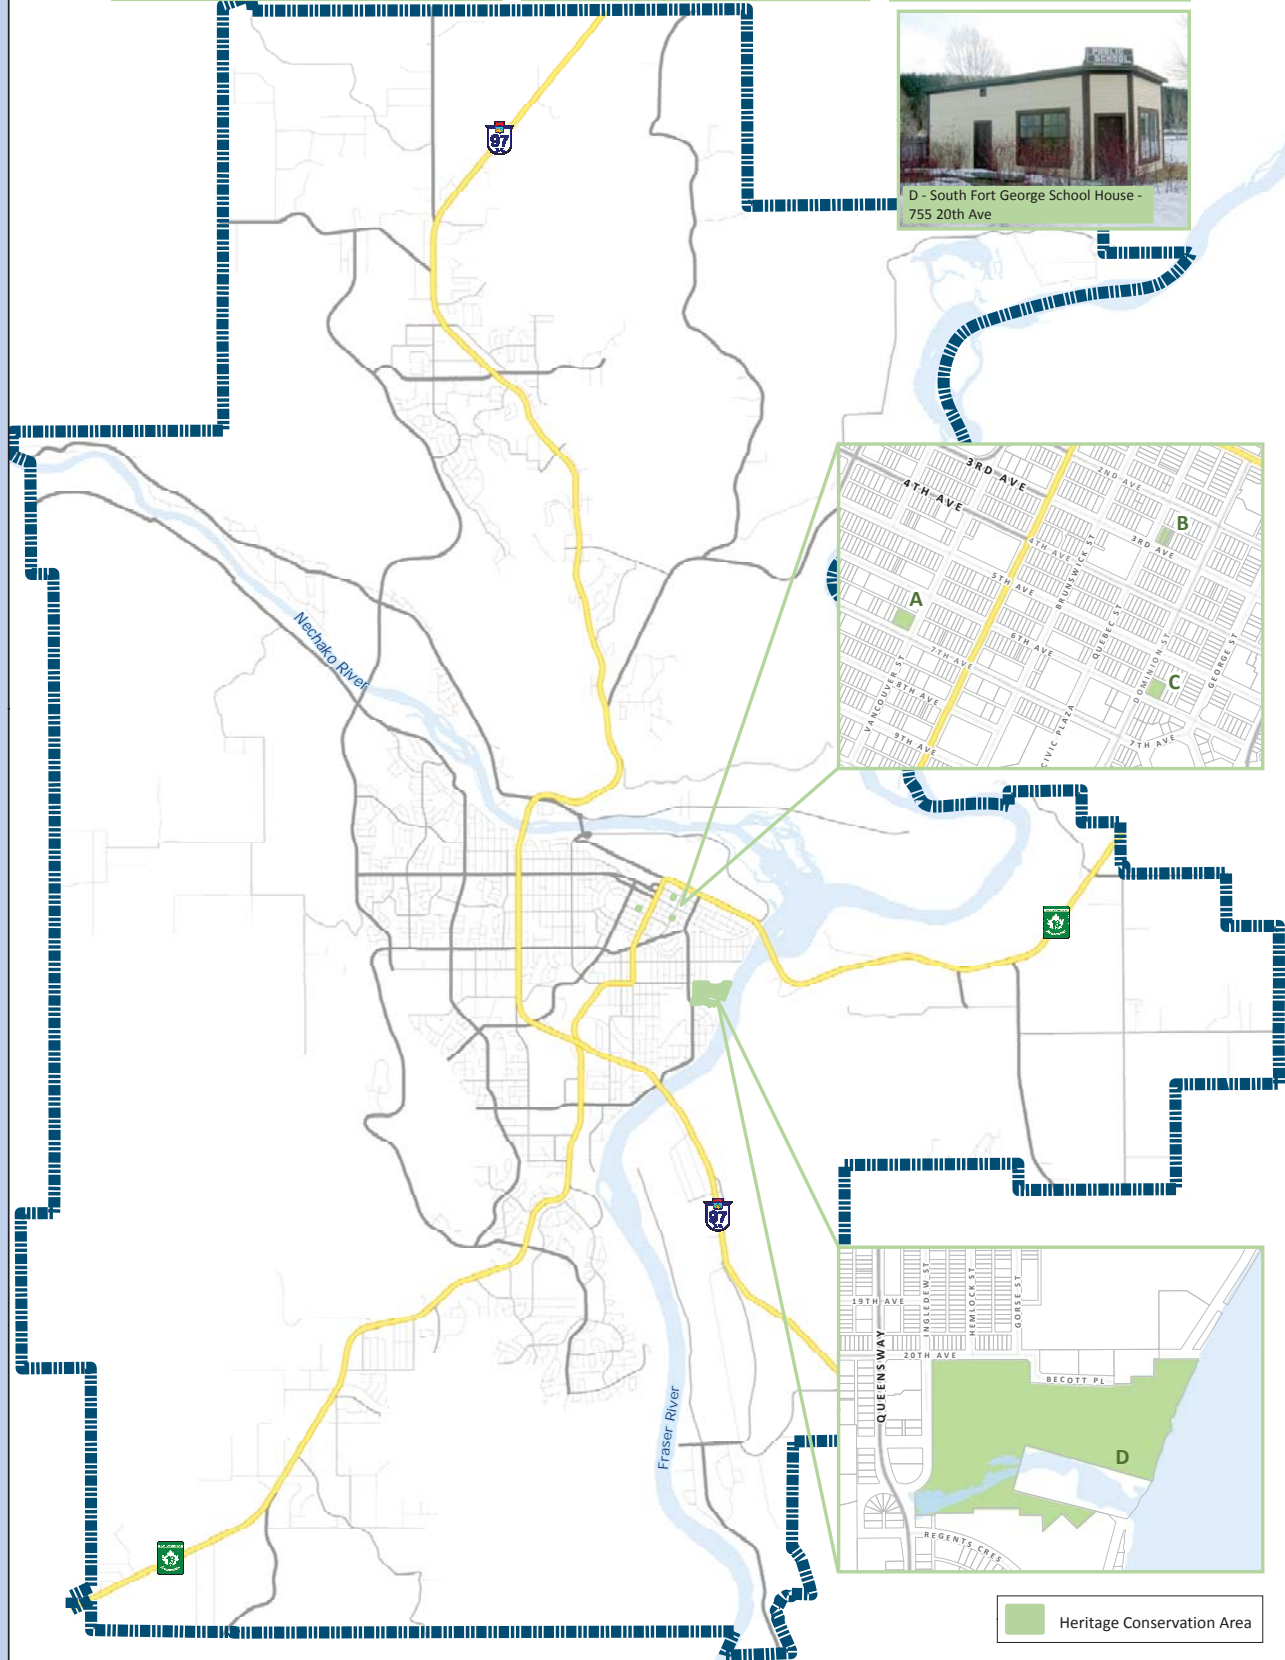 97
PUBLIC
SCHOOL
D - South Fort George School House -
755 20th Ave
3RD AVE
4TH AVE
2ND AVE
B
3RD AVE
4TH AVE
BRUNSWICK ST
5TH AVE
A
QUEBEC ST
6TH AVE
DOMINION ST
GEORGE ST
7TH AVE
VANCOUVER ST
8TH AVE
C
9TH AVE
CIVIC PLAZA
7TH AVE
Nechako River
97
Fraser River
19TH AVE
INGLEDEW ST
HEMLOCK ST
GORSE ST
20TH AVE
QUEENSWAY
BECOTT PL
D
REGENTS CRES
Heritage Conservation Area